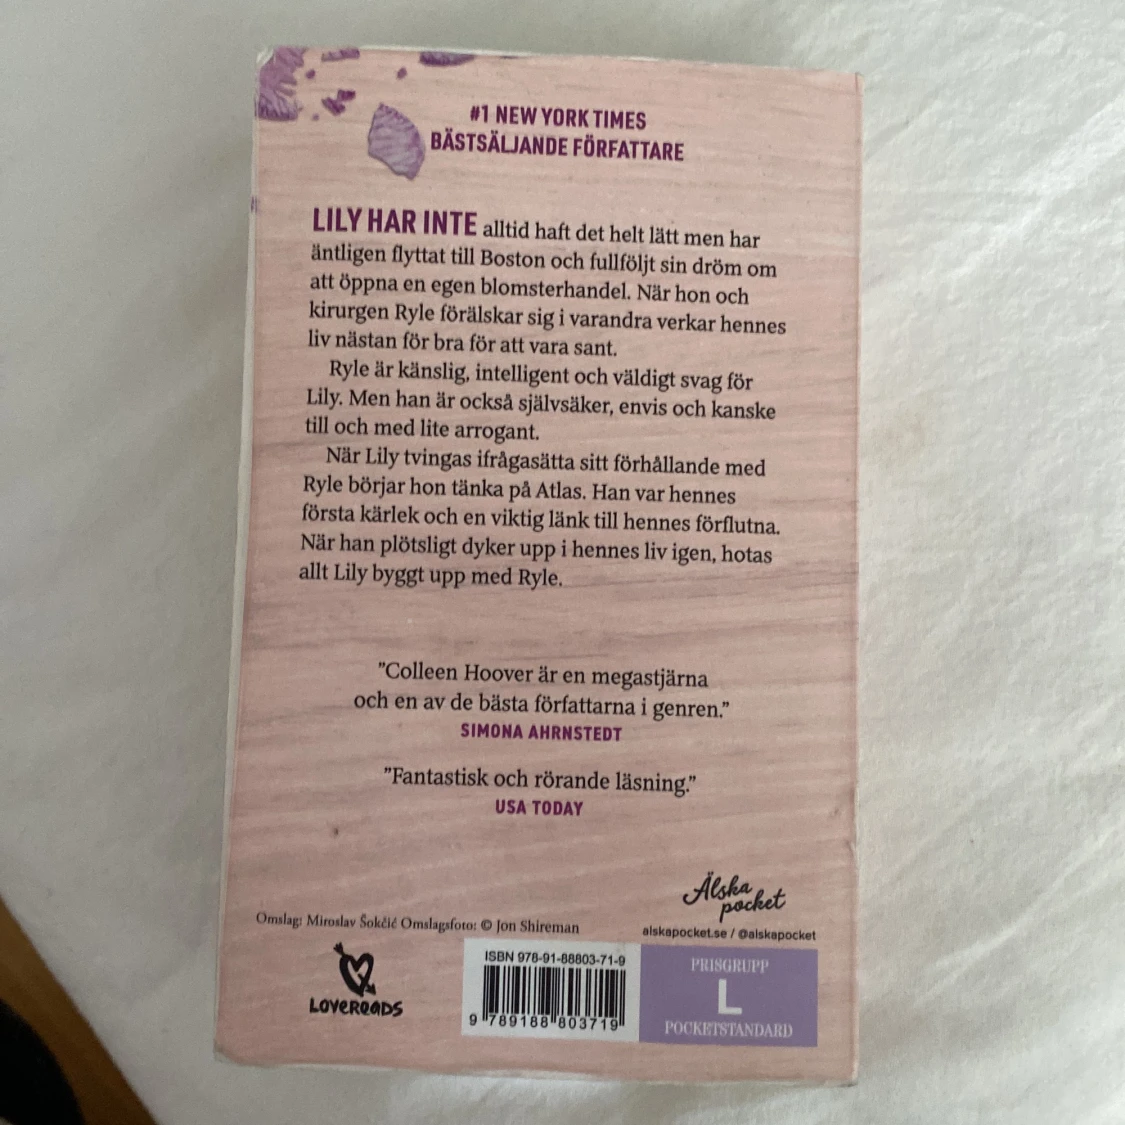 #1 NEW YORK TIMES
BÄSTSÄLJANDE FÖRFATTARE
LILY HAR INTE alltid haft det helt lätt men har
äntligen flyttat till Boston och fullföljt sin dröm om
att öppna en egen blomsterhandel. När hon och
kirurgen Ryle förälskar sig i varandra verkar hennes
liv nästan för bra för att vara sant.
Ryle är känslig, intelligent och väldigt svag för
Lily. Men han är också självsäker, envis och kanske
till och med lite arrogant.
När Lily tvingas ifrågasätta sitt förhållande med
Ryle börjar hon tänka på Atlas. Han var hennes
första kärlek och en viktig länk till hennes förflutna.
När han plötsligt dyker upp i hennes liv igen, hotas
allt Lily byggt upp med Ryle.
”Colleen Hoover är en megastjärna
och en av de bästa författarna i genren.”
SIMONA AHRNSTEDT
”Fantastisk och rörande läsning.”
USA TODAY
Älska
pocket
alskapocket.se / @alskapocket
Omslag: Miroslav Šokčić Omslagsfoto: © Jon Shireman
LOVEREADS
ISBN 978-91-88803-71-9
9 789188 803719
PRISGRUPP
L
POCKETSTANDARD